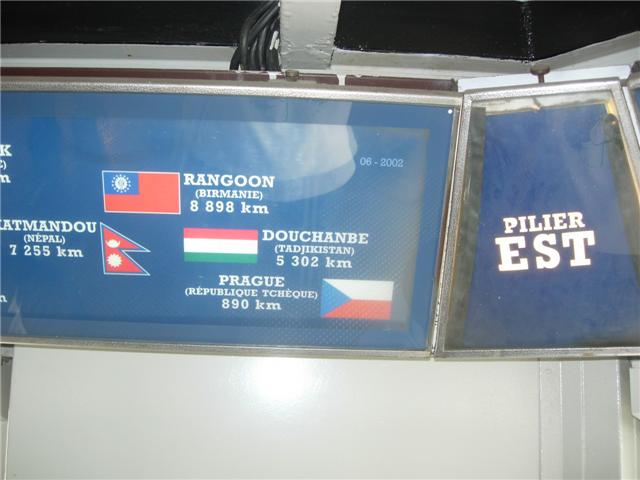 06 - 2002
K
RANGOON
(BIRMANIE)
8 898 km
KATMANDOU
(NÉPAL)
7 255 km
DOUCHANBE
(TADJIKISTAN)
5 302 km
PRAGUE
(RÉPUBLIQUE TCHÈQUE)
890 km
PILIER
EST